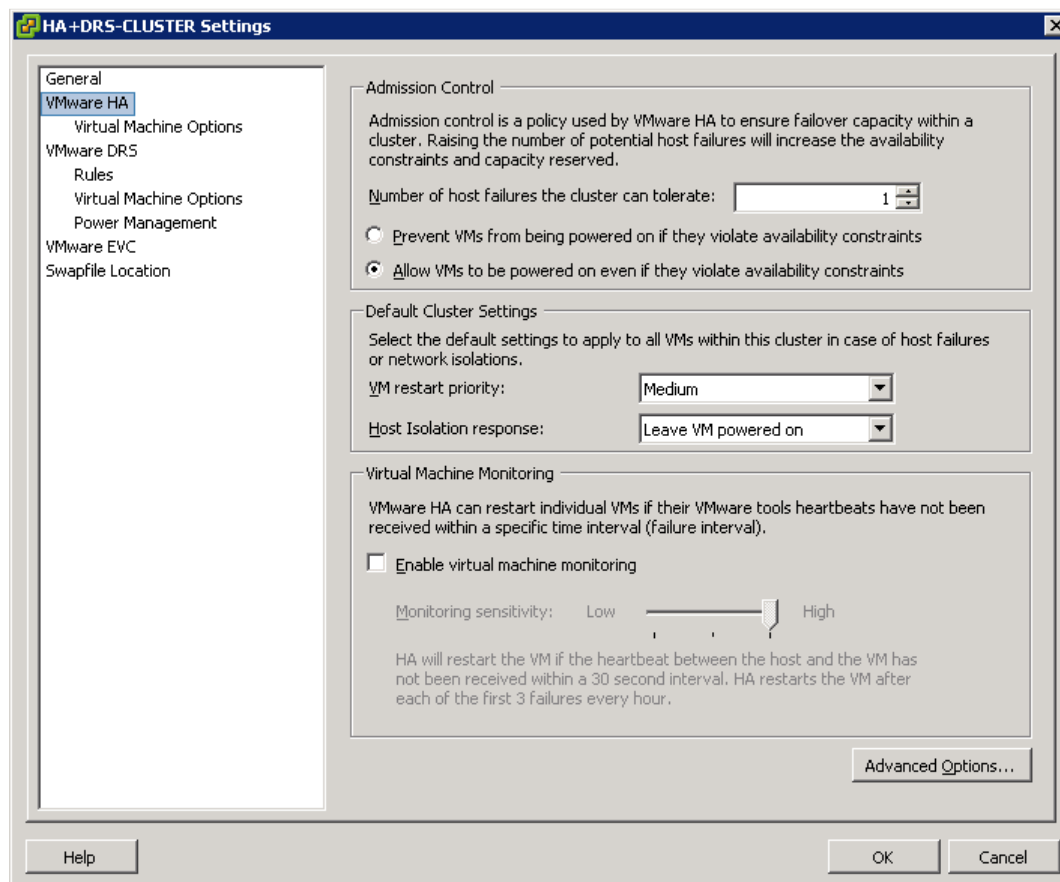 HA+DRS-CLUSTER Settings
General
VMware HA
Virtual Machine Options
VMware DRS
Rules
Virtual Machine Options
Power Management
VMware EVC
Swapfile Location
Admission Control
Admission control is a policy used by VMware HA to ensure failover capacity within a
cluster. Raising the number of potential host failures will increase the availability
constraints and capacity reserved.
Number of host failures the cluster can tolerate: 1
Prevent VMs from being powered on if they violate availability constraints
Allow VMs to be powered on even if they violate availability constraints
Default Cluster Settings
Select the default settings to apply to all VMs within this cluster in case of host failures
or network isolations.
VM restart priority: Medium
Host Isolation response: Leave VM powered on
Virtual Machine Monitoring
VMware HA can restart individual VMs if their VMware tools heartbeats have not been
received within a specific time interval (failure interval).
Enable virtual machine monitoring
Monitoring sensitivity: Low High
HA will restart the VM if the heartbeat between the host and the VM has
not been received within a 30 second interval. HA restarts the VM after
each of the first 3 failures every hour.
Advanced Options...
Help OK Cancel